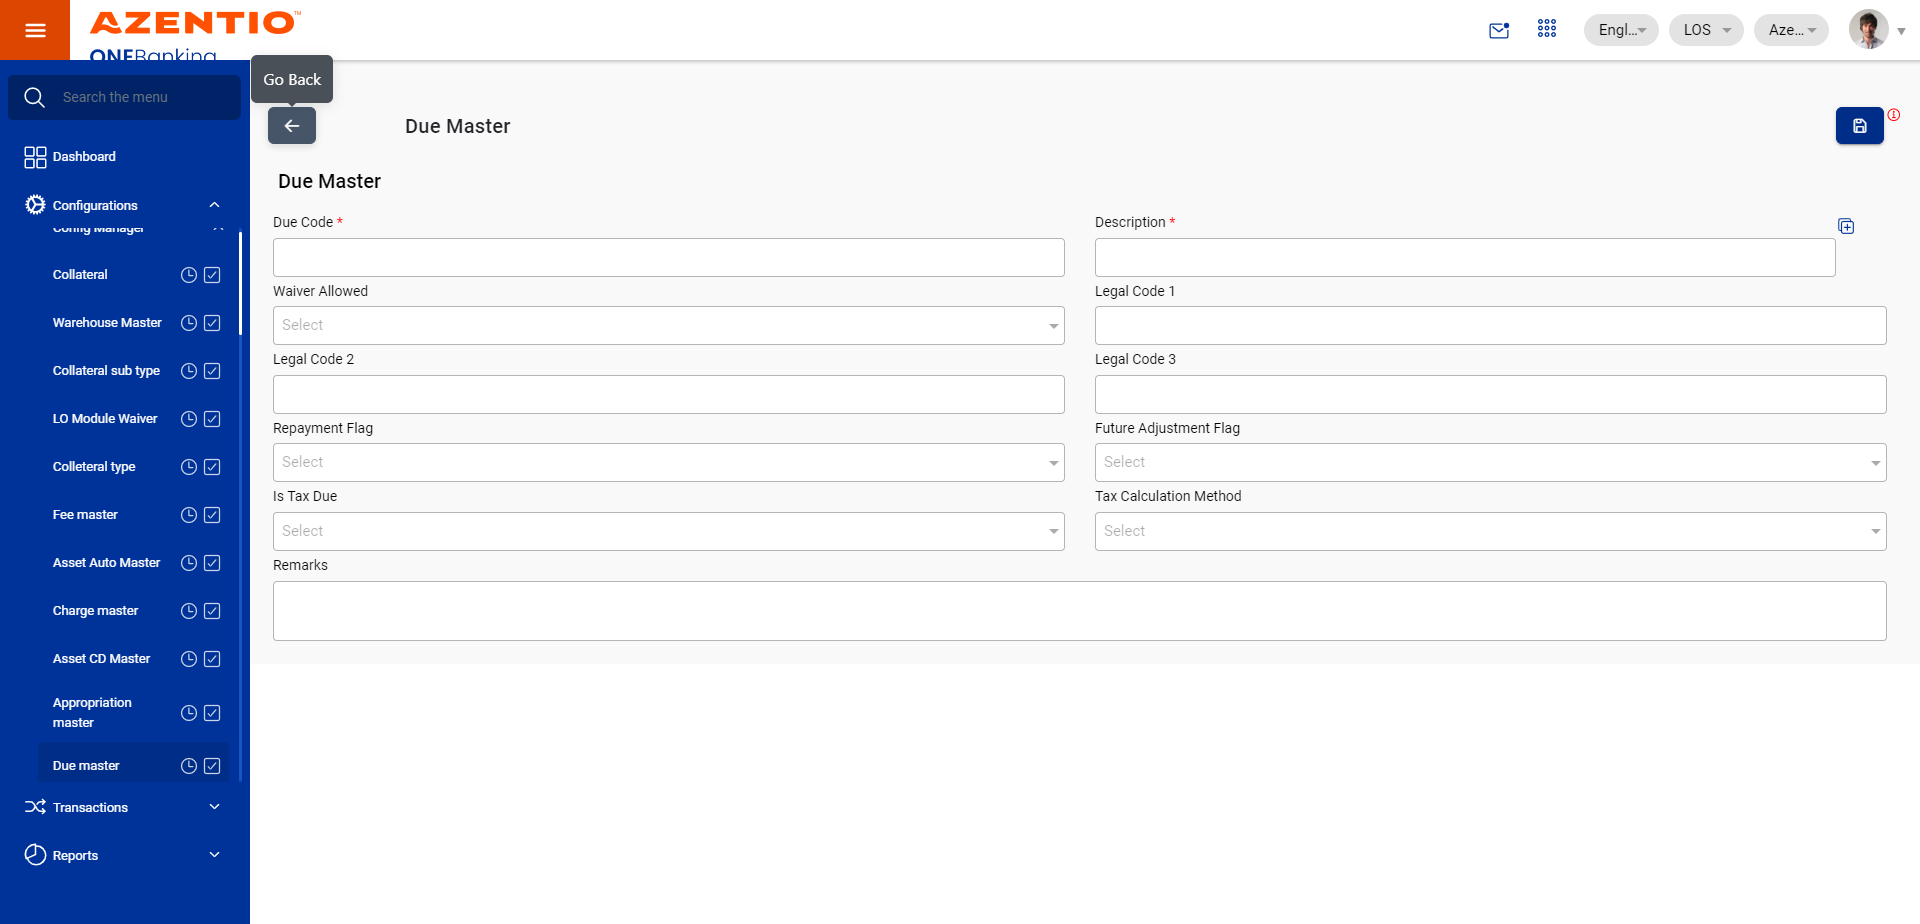 AZENTIO™
ONEBanking
Engl...
LOS
Aze...
Go Back
Search the menu
Due Master
Dashboard
Configurations
Config Manager
Collateral
Warehouse Master
Collateral sub type
LO Module Waiver
Colleteral type
Fee master
Asset Auto Master
Charge master
Asset CD Master
Appropriation
master
Due master
Transactions
Reports
Due Master
Due Code *
Description *
Waiver Allowed
Select
Legal Code 1
Legal Code 2
Legal Code 3
Repayment Flag
Select
Future Adjustment Flag
Select
Is Tax Due
Select
Tax Calculation Method
Select
Remarks